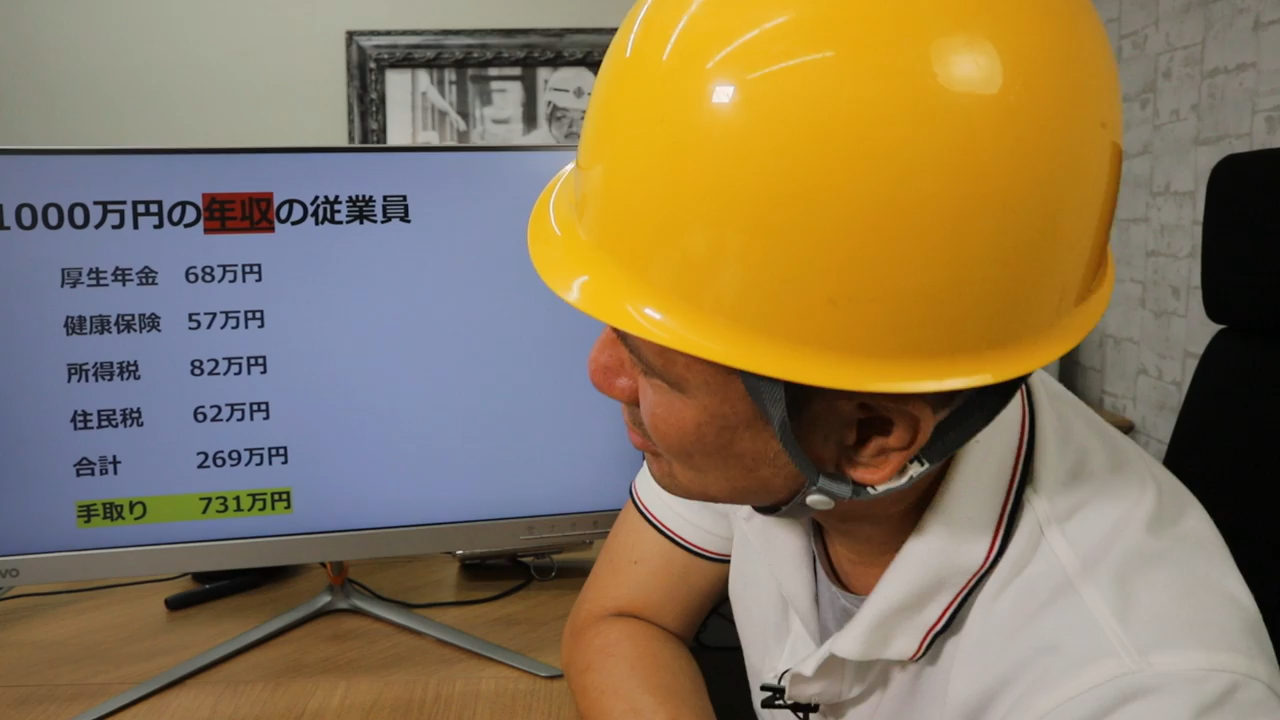 1000万円の年収の従業員
厚生年金 68万円
健康保険 57万円
所得税 82万円
住民税 62万円
合計 269万円
手取り 731万円